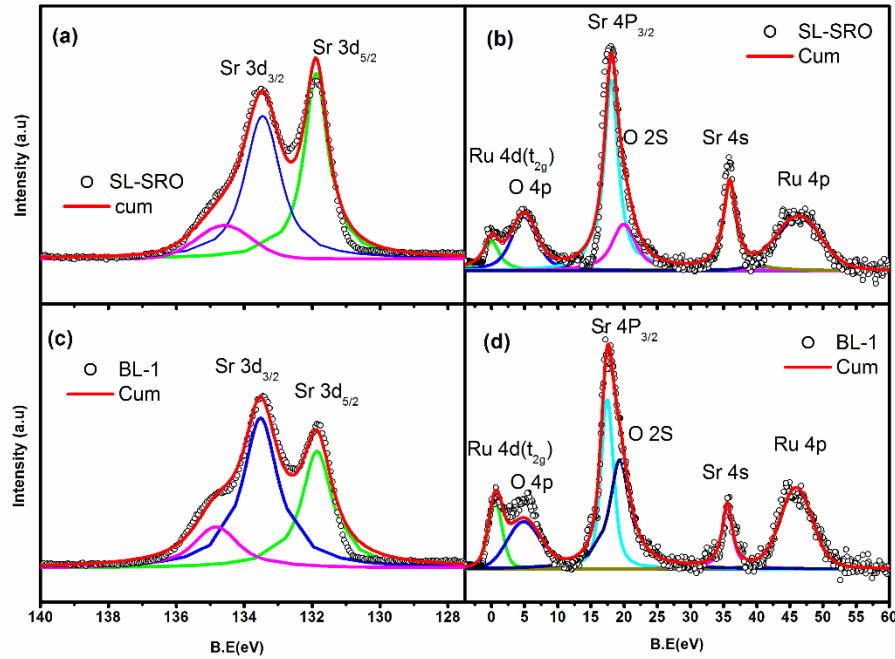 (a)
Sr 3d3/2
Sr 3d5/2
SL-SRO
cum
Intensity (a.u)
(b)
Sr 4P3/2
SL-SRO
Cum
O 2S
Sr 4s
Ru 4d(t2g)
O 4p
Ru 4p
(c)
BL-1
Cum
Sr 3d3/2
Sr 3d5/2
Intensity (a.u)
140 138 136 134 132 130 128
B.E(eV)
(d)
Sr 4P3/2
BL-1
Cum
O 2S
Ru 4d(t2g)
O 4p
Sr 4s
Ru 4p
0 5 10 15 20 25 30 35 40 45 50 55 60
B.E(eV)